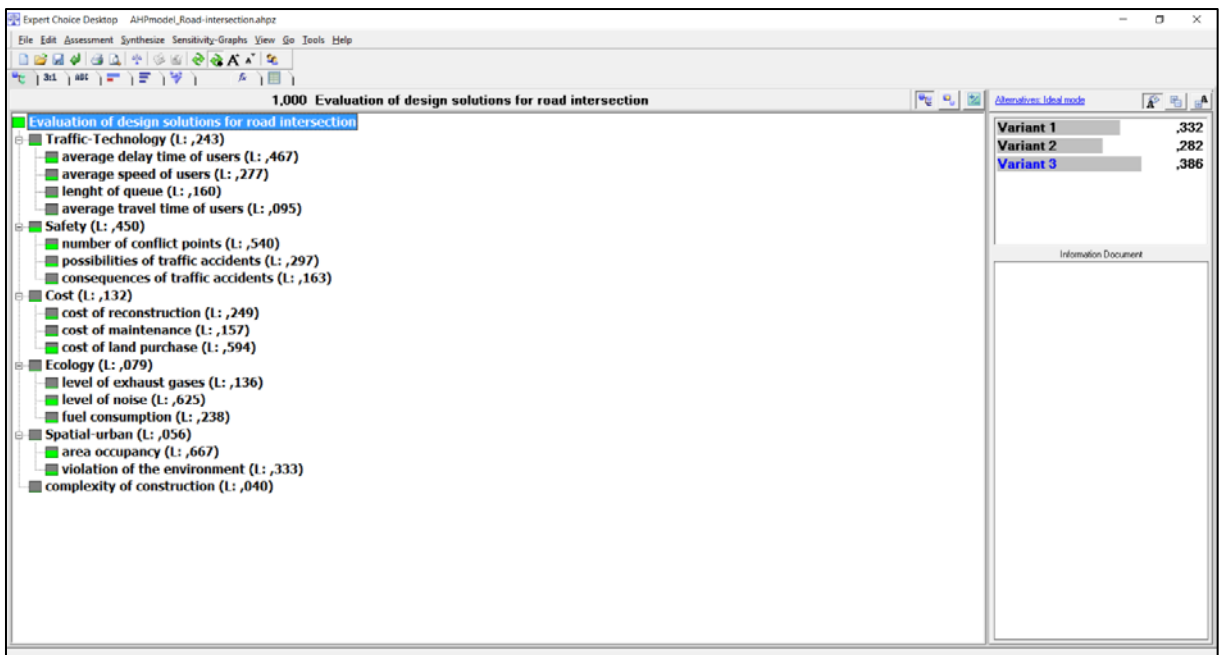 Expert Choice Desktop AHPmodel_Road-intersection.ahpz
File Edit Assessment Synthesize Sensitivity-Graphs View Go Tools Help
3:1 ABC
1,000 Evaluation of design solutions for road intersection
Alternatives: Ideal mode
Evaluation of design solutions for road intersection
Traffic-Technology (L: ,243)
average delay time of users (L: ,467)
average speed of users (L: ,277)
lenght of queue (L: ,160)
average travel time of users (L: ,095)
Safety (L: ,450)
number of conflict points (L: ,540)
possibilities of traffic accidents (L: ,297)
consequences of traffic accidents (L: ,163)
Cost (L: ,132)
cost of reconstruction (L: ,249)
cost of maintenance (L: ,157)
cost of land purchase (L: ,594)
Ecology (L: ,079)
level of exhaust gases (L: ,136)
level of noise (L: ,625)
fuel consumption (L: ,238)
Spatial-urban (L: ,056)
area occupancy (L: ,667)
violation of the environment (L: ,333)
complexity of construction (L: ,040)
Variant 1 ,332
Variant 2 ,282
Variant 3 ,386
Information Document